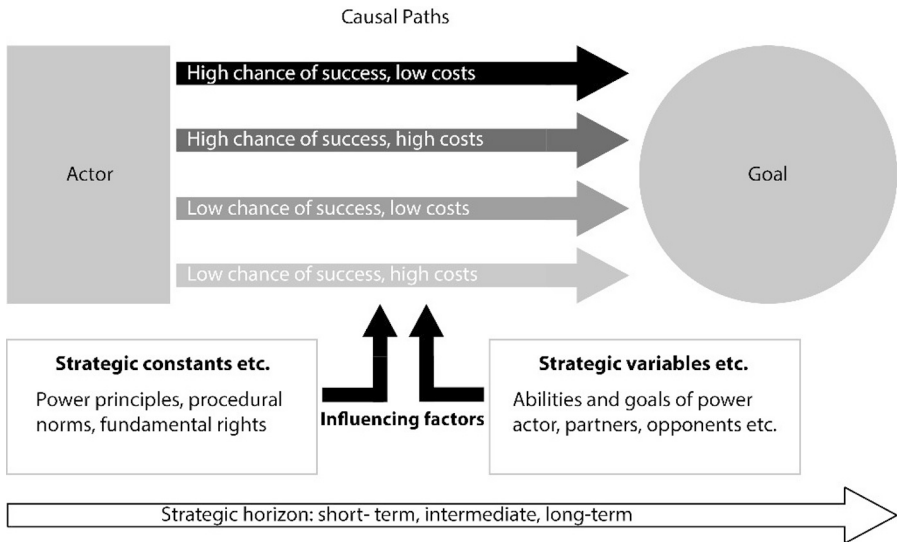 Causal Paths
Actor
High chance of success, low costs
High chance of success, high costs
Low chance of success, low costs
Low chance of success, high costs
Goal
Strategic constants etc.
Power principles, procedural
norms, fundamental rights
Influencing factors
Strategic variables etc.
Abilities and goals of power
actor, partners, opponents etc.
Strategic horizon: short- term, intermediate, long-term